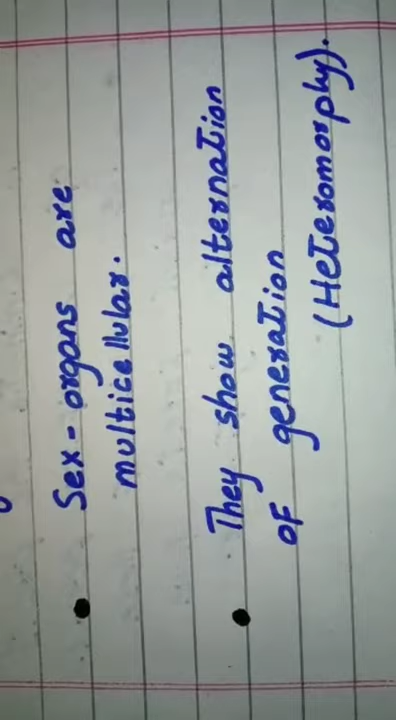 • Sex-organs are
multicellular.
• They show alternation
of generation
(Heteromorphy).